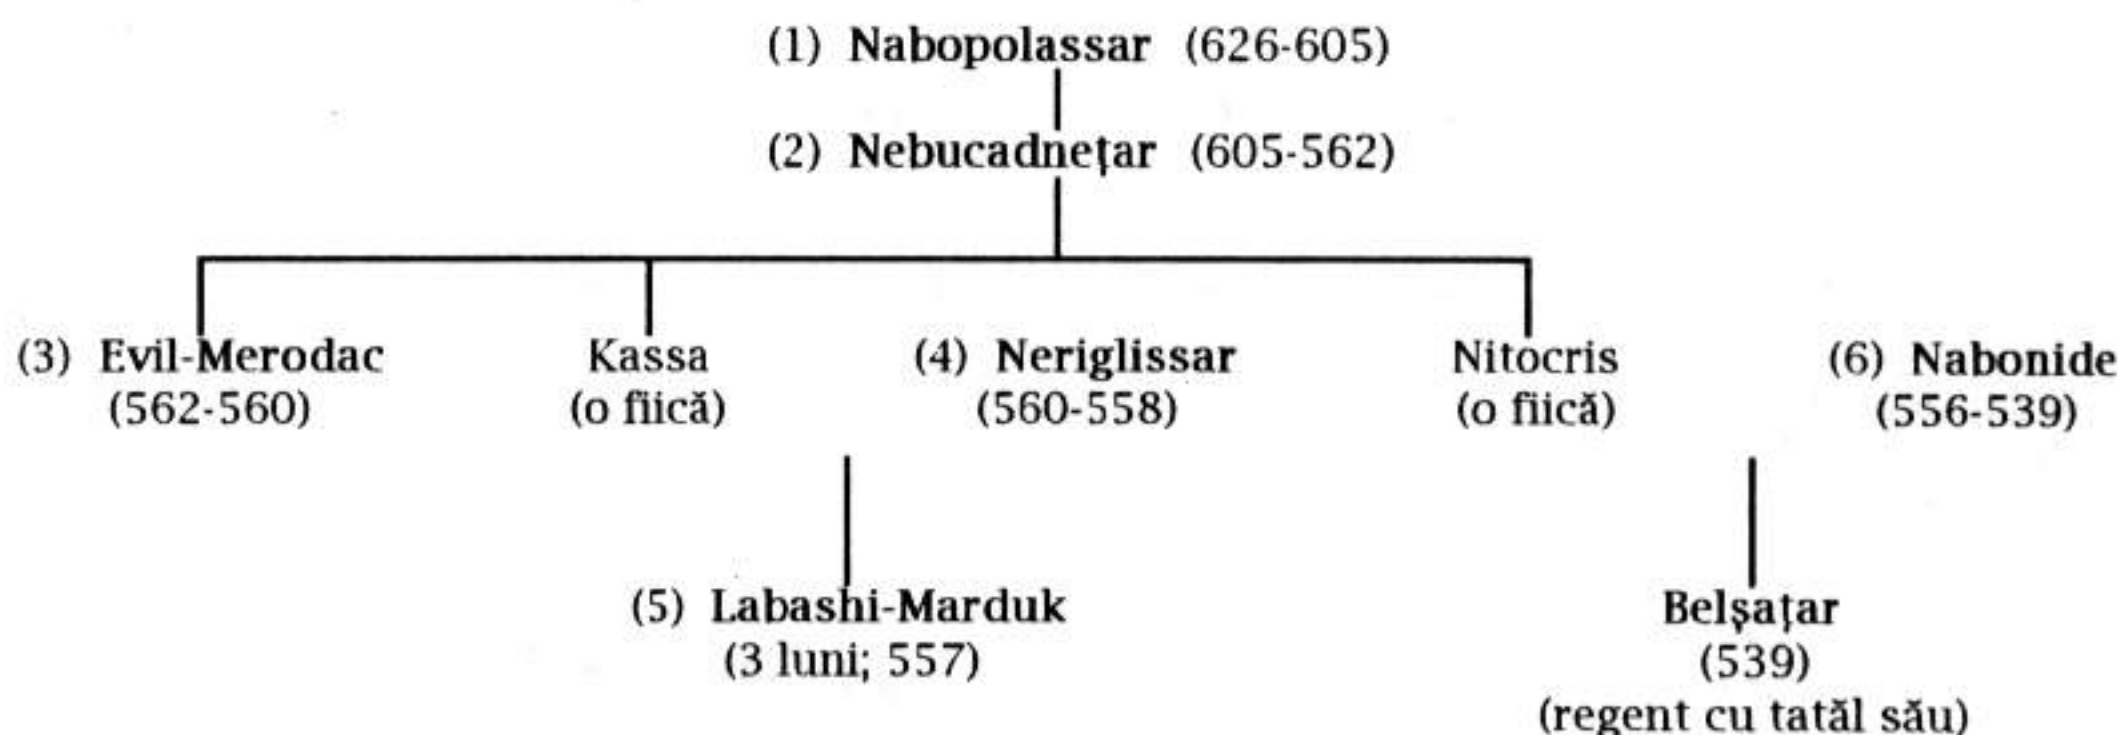 (1) Nabopolassar (626-605)
(2) Nebucadnețar (605-562)
(3) Evil-Merodac
(562-560)
Kassa
(o fiică)
(4) Neriglissar
(560-558)
Nitocris
(o fiică)
(6) Nabonide
(556-539)
(5) Labashi-Marduk
(3 luni; 557)
Belșațar
(539)
(regent cu tatăl său)